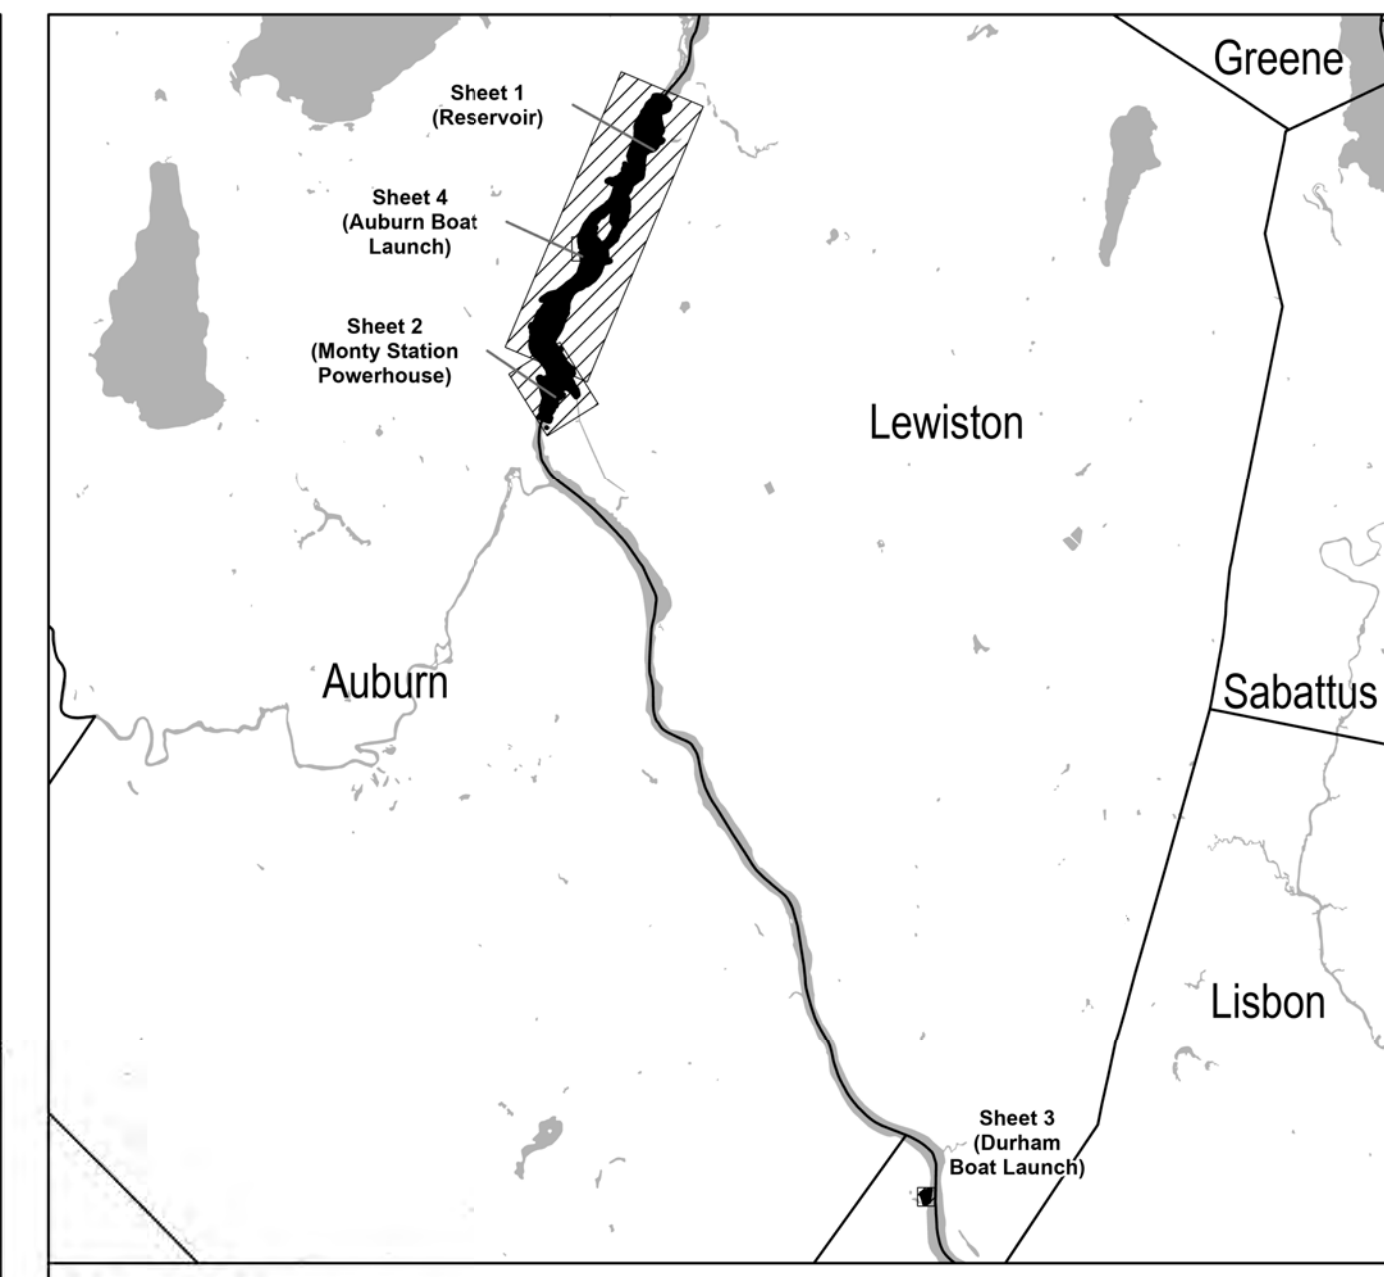 Greene
Sheet 1
(Reservoir)
Sheet 4
(Auburn Boat
Launch)
Sheet 2
(Monty Station
Powerhouse)
Lewiston
Auburn
Sabattus
Lisbon
Sheet 3
(Durham
Boat Launch)